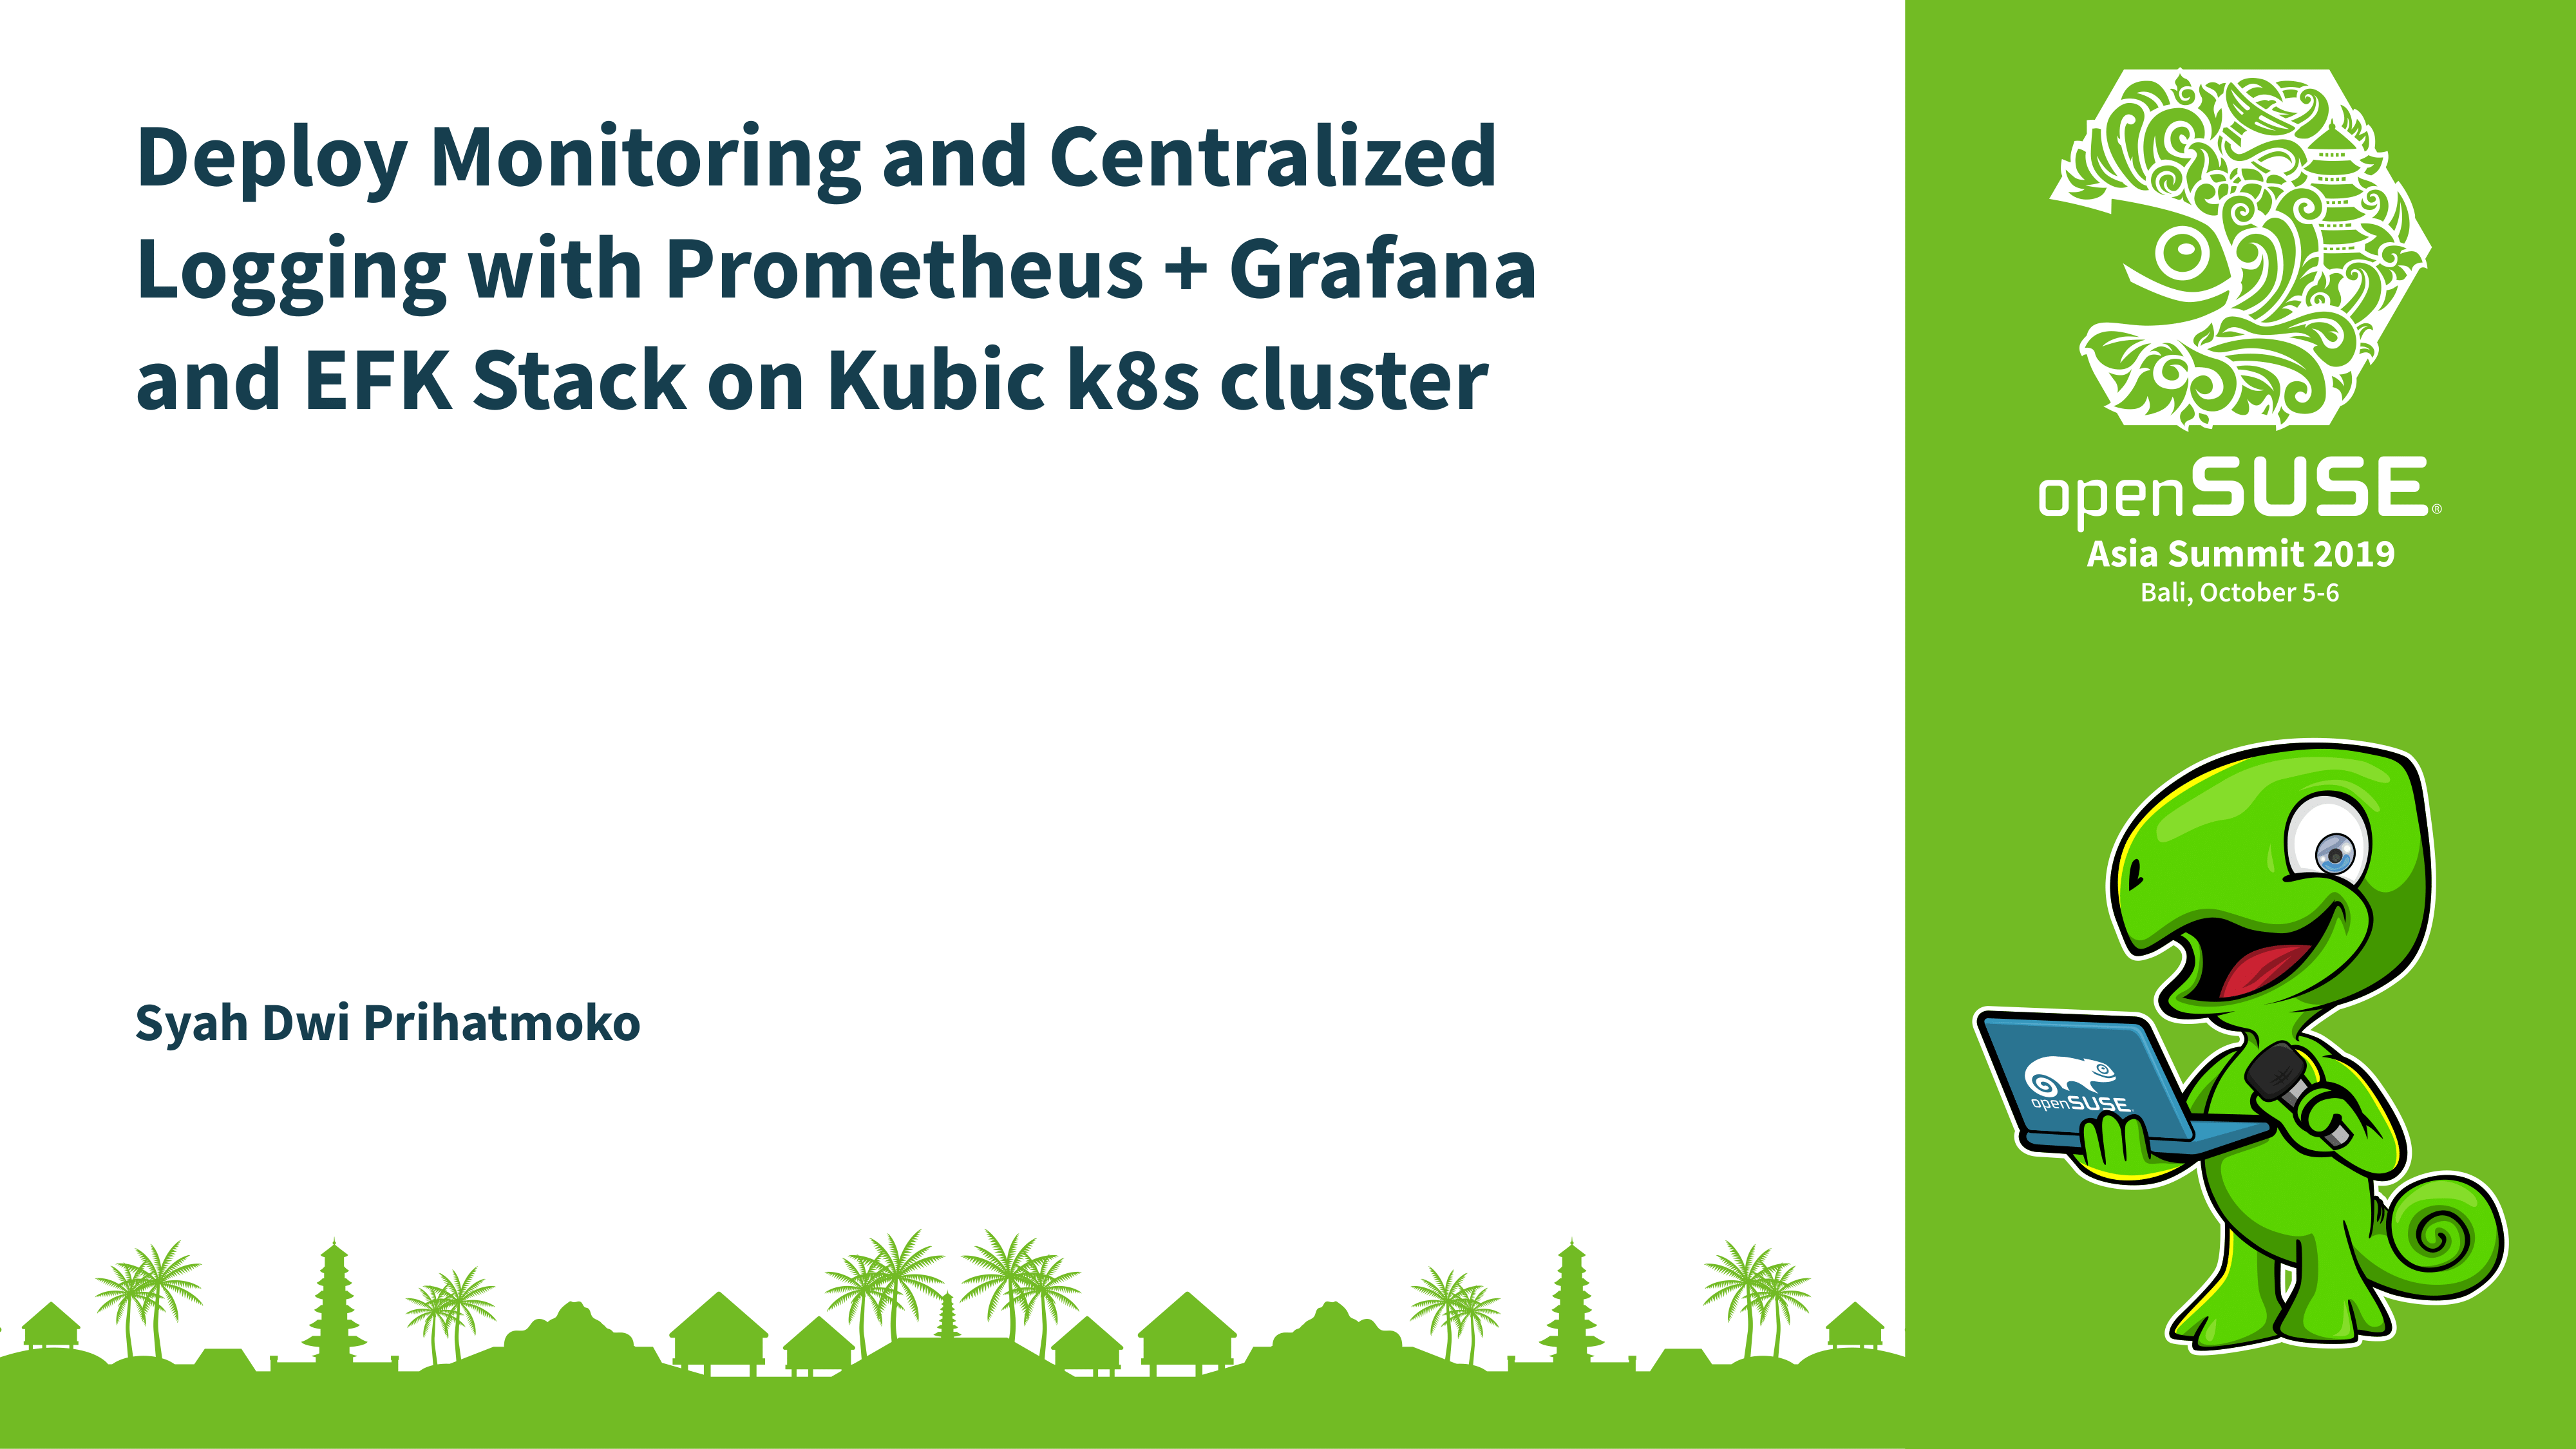 Deploy Monitoring and Centralized
Logging with Prometheus + Grafana
and EFK Stack on Kubic k8s cluster
Syah Dwi Prihatmoko
openSUSE®
Asia Summit 2019
Bali, October 5-6
openSUSE